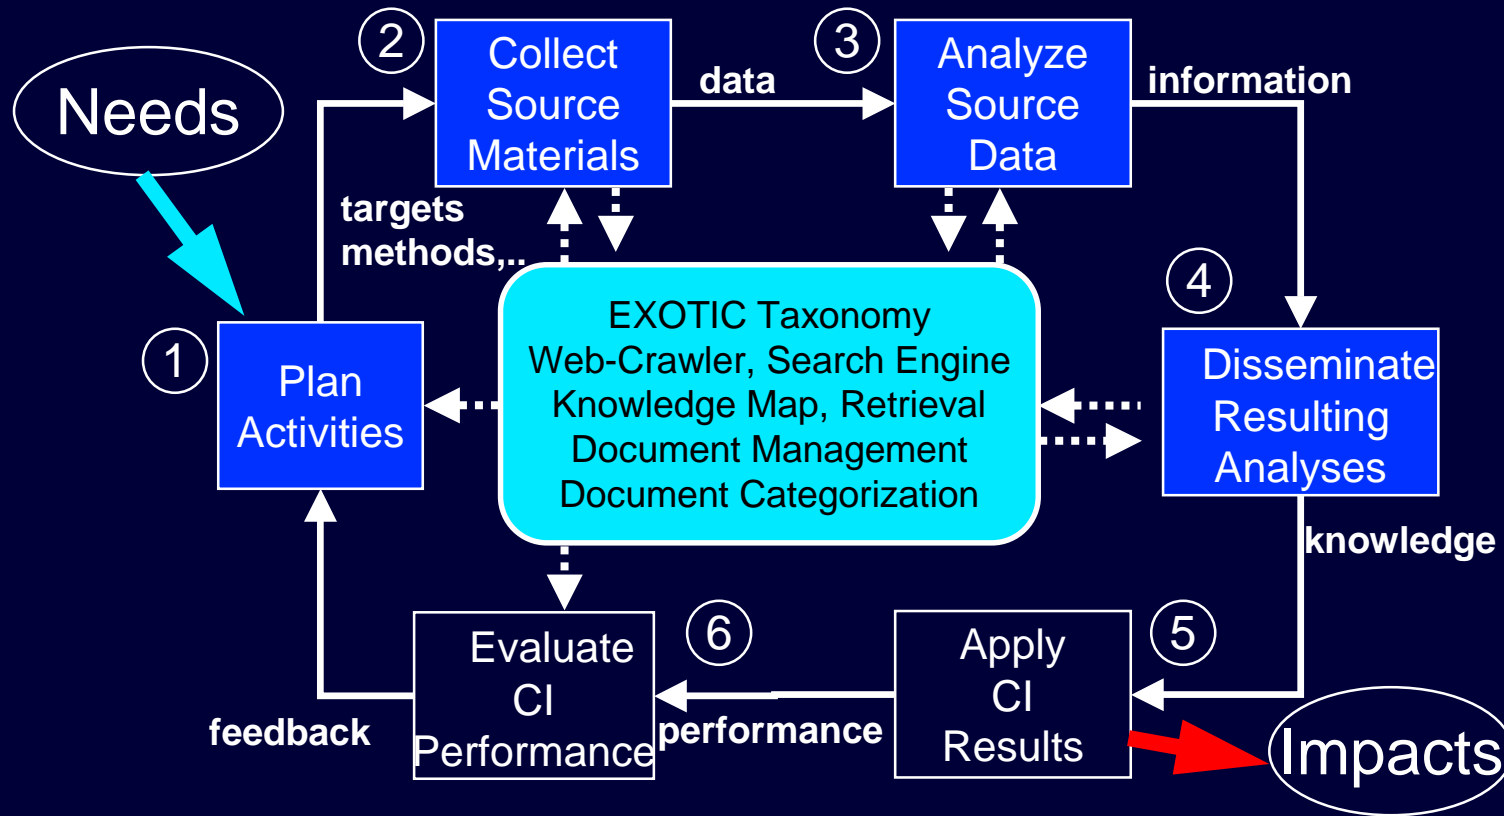 Needs
2
Collect
Source
Materials
data
3
Analyze
Source
Data
information
targets
methods,..
4
1
Plan
Activities
EXOTIC Taxonomy
Web-Crawler, Search Engine
Knowledge Map, Retrieval
Document Management
Document Categorization
Disseminate
Resulting
Analyses
knowledge
Evaluate
CI
Performance
6
performance
Apply
CI
Results
5
feedback
Impacts